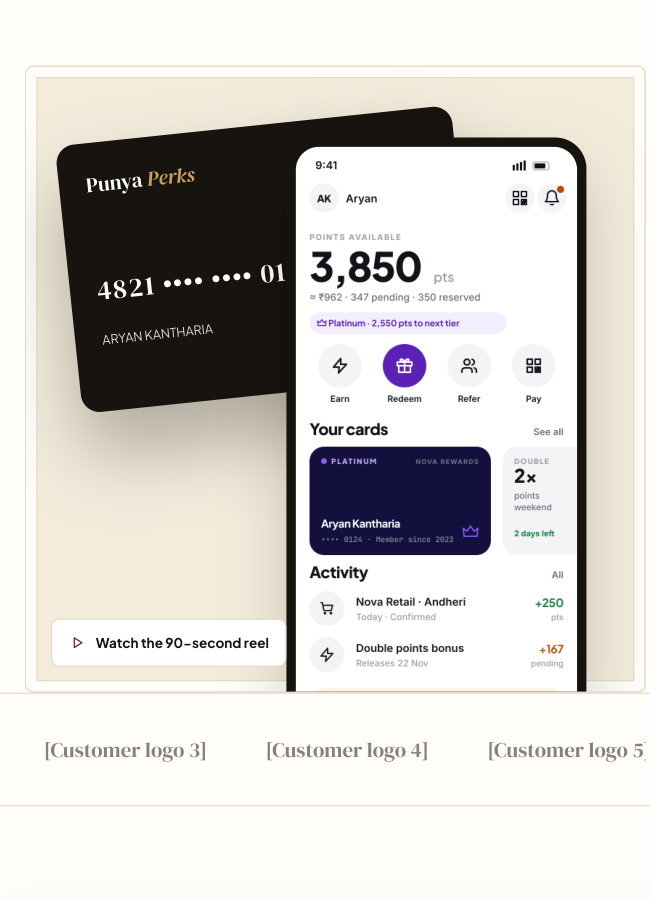 Punya Perks
4821 •••• •••• 01
ARYAN KANTHARIA
9:41
AK Aryan
POINTS AVAILABLE
3,850 pts
≈ ₹962 · 347 pending · 350 reserved
Platinum · 2,550 pts to next tier
Earn Redeem Refer Pay
Your cards See all
PLATINUM NOVA REWARDS
Aryan Kantharia
•••• 0124 · Member since 2023
DOUBLE
2×
points
weekend
2 days left
Activity All
Nova Retail · Andheri +250
Today · Confirmed pts
Double points bonus +167
Releases 22 Nov pending
Watch the 90–second reel
[Customer logo 3] [Customer logo 4] [Customer logo 5]